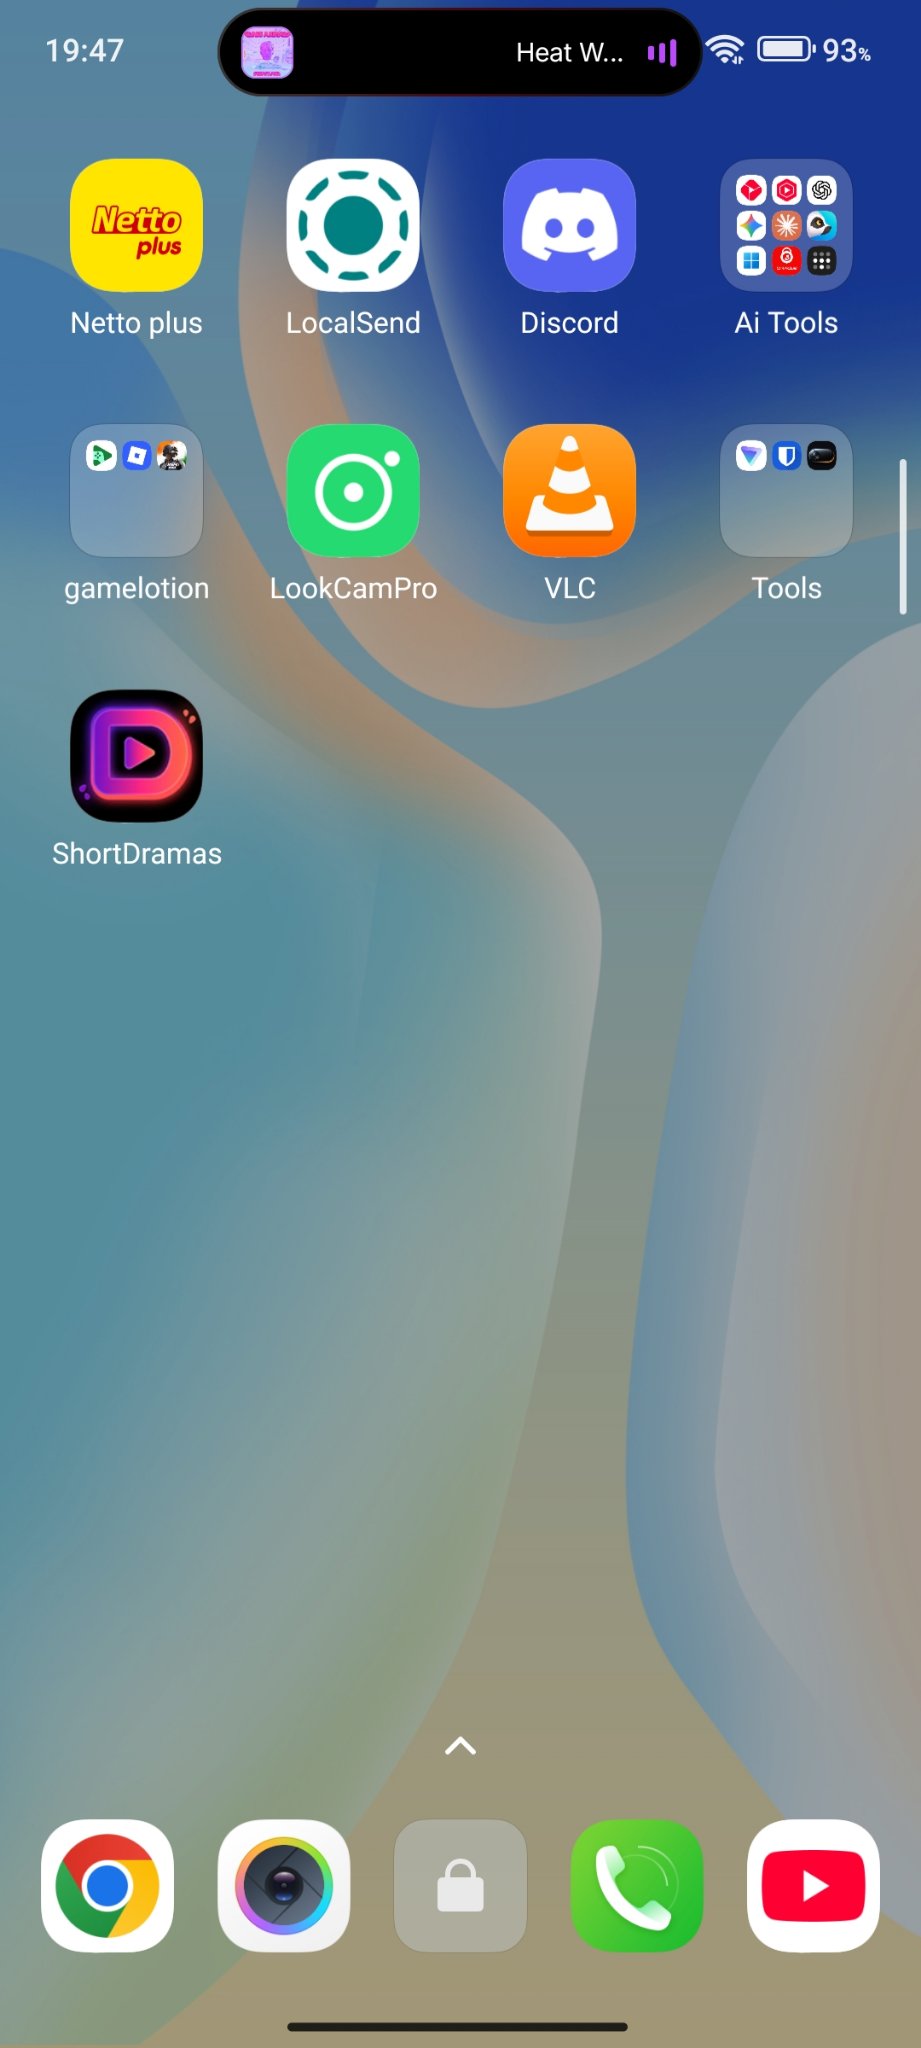 19:47
Heat W...
93%
Netto plus
Netto plus
LocalSend
Discord
Ai Tools
gamelotion
LookCamPro
VLC
Tools
ShortDramas